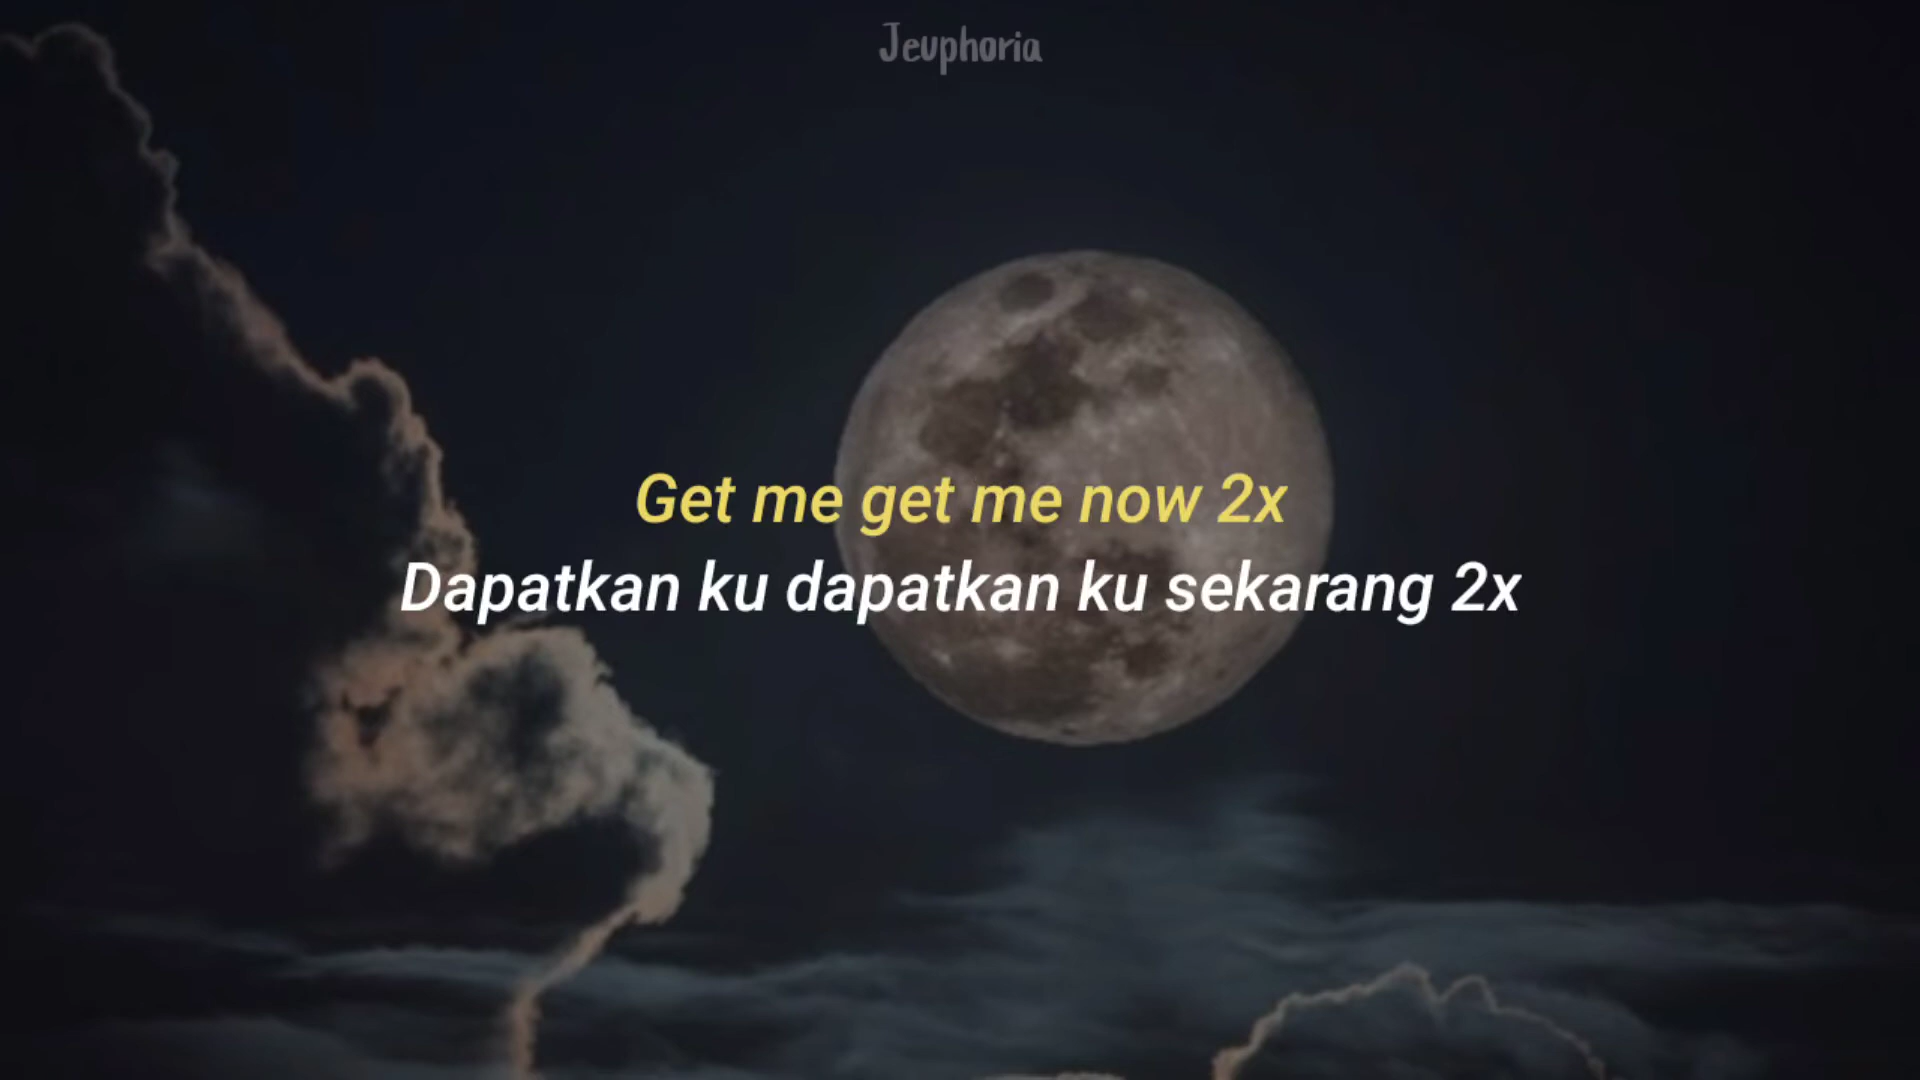 Jeuphoria
Get me get me now 2x
Dapatkan ku dapatkan ku sekarang 2x